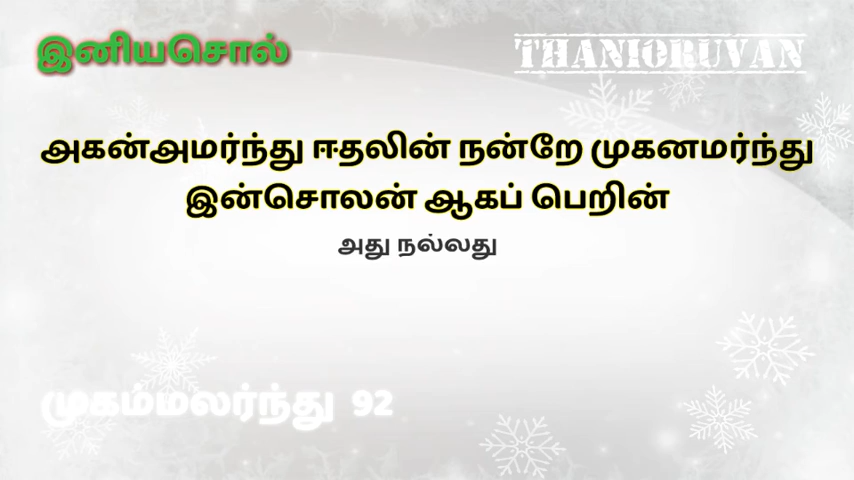 இனியசொல்
THANIORUVAN
அகன்அமர்ந்து ஈதலின் நன்றே முகனமர்ந்து
இன்சொலன் ஆகப் பெறின்
அது நல்லது
முகம்மலர்ந்து 92